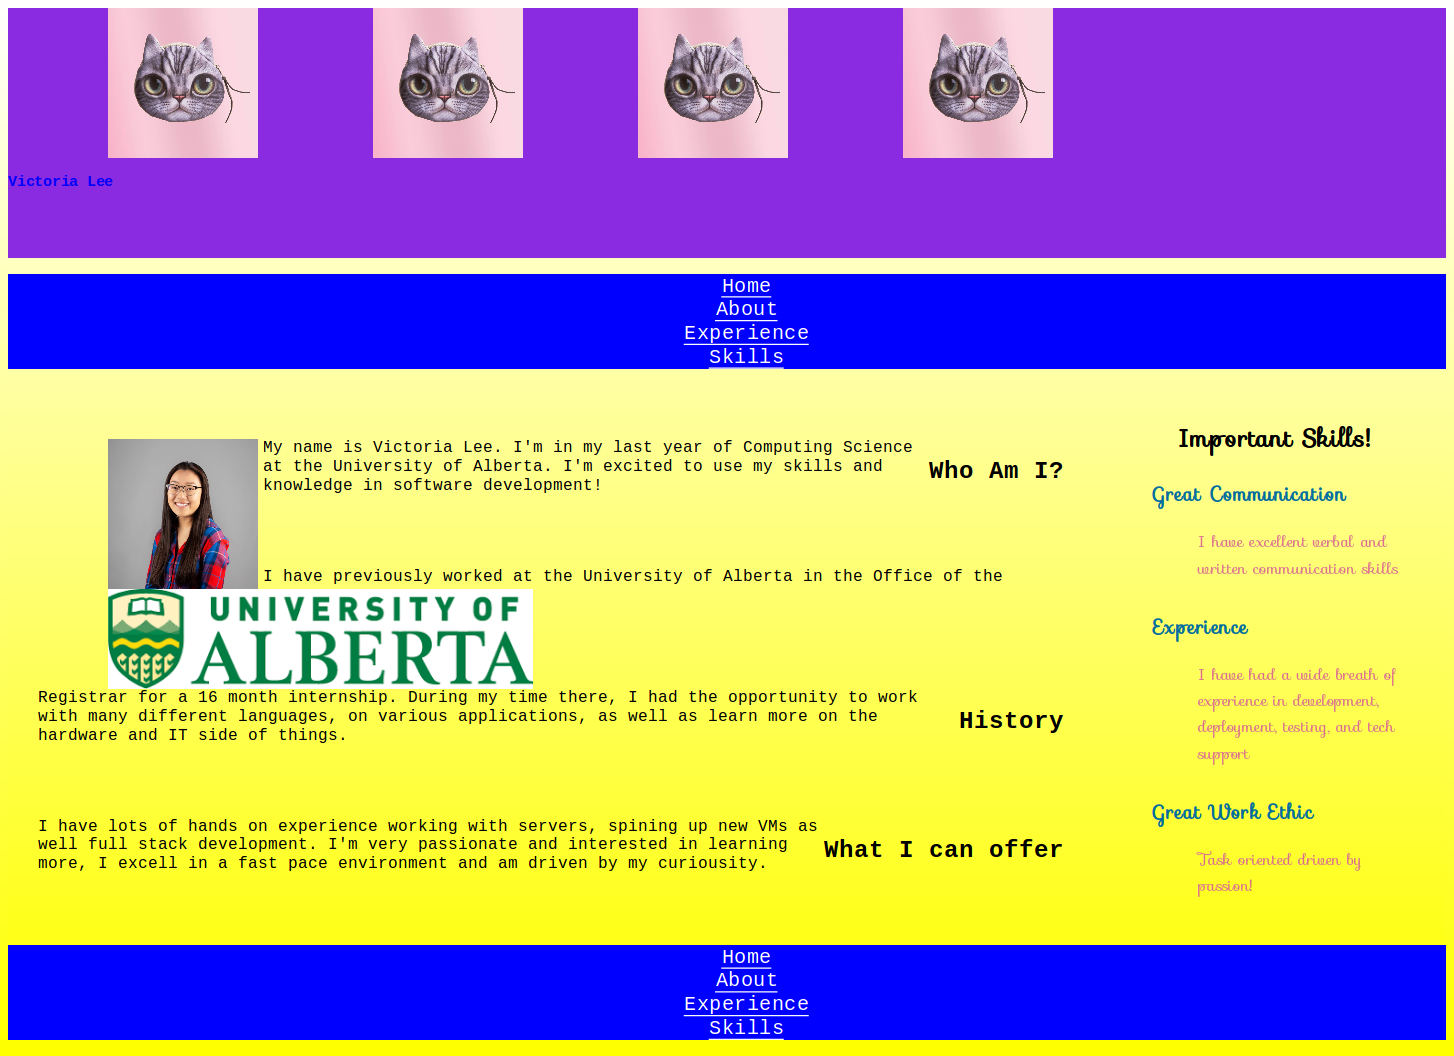 Victoria Lee
Home
About
Experience
Skills
My name is Victoria Lee. I'm in my last year of Computing Science
at the University of Alberta. I'm excited to use my skills and
knowledge in software development!
Who Am I?
I have previously worked at the University of Alberta in the Office of the
UNIVERSITY OF
ALBERTA
Registrar for a 16 month internship. During my time there, I had the opportunity to work
with many different languages, on various applications, as well as learn more on the
hardware and IT side of things.
History
I have lots of hands on experience working with servers, spining up new VMs as
well full stack development. I'm very passionate and interested in learning
more, I excell in a fast pace environment and am driven by my curiousity.
What I can offer
Important Skills!
Great Communication
I have excellent verbal and
written communication skills
Experience
I have had a wide breath of
experience in development,
deployment, testing, and tech
support
Great Work Ethic
Task oriented driven by
passion!
Home
About
Experience
Skills